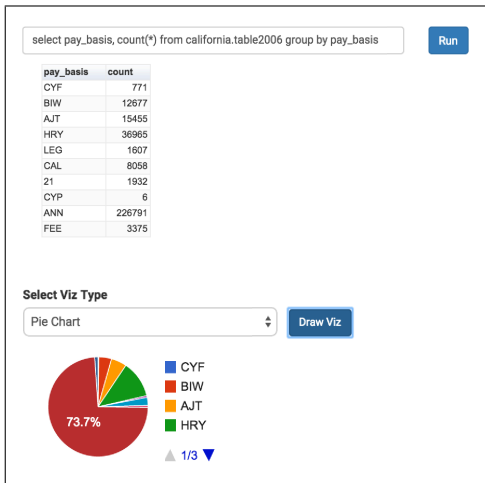 select pay_basis, count(*) from california.table2006 group by pay_basis
Run
pay_basis count
CYF 771
BIW 12677
AJT 15455
HRY 36965
LEG 1607
CAL 8058
21 1932
CYP 6
ANN 226791
FEE 3375
Select Viz Type
Pie Chart
Draw Viz
73.7%
CYF
BIW
AJT
HRY
1/3